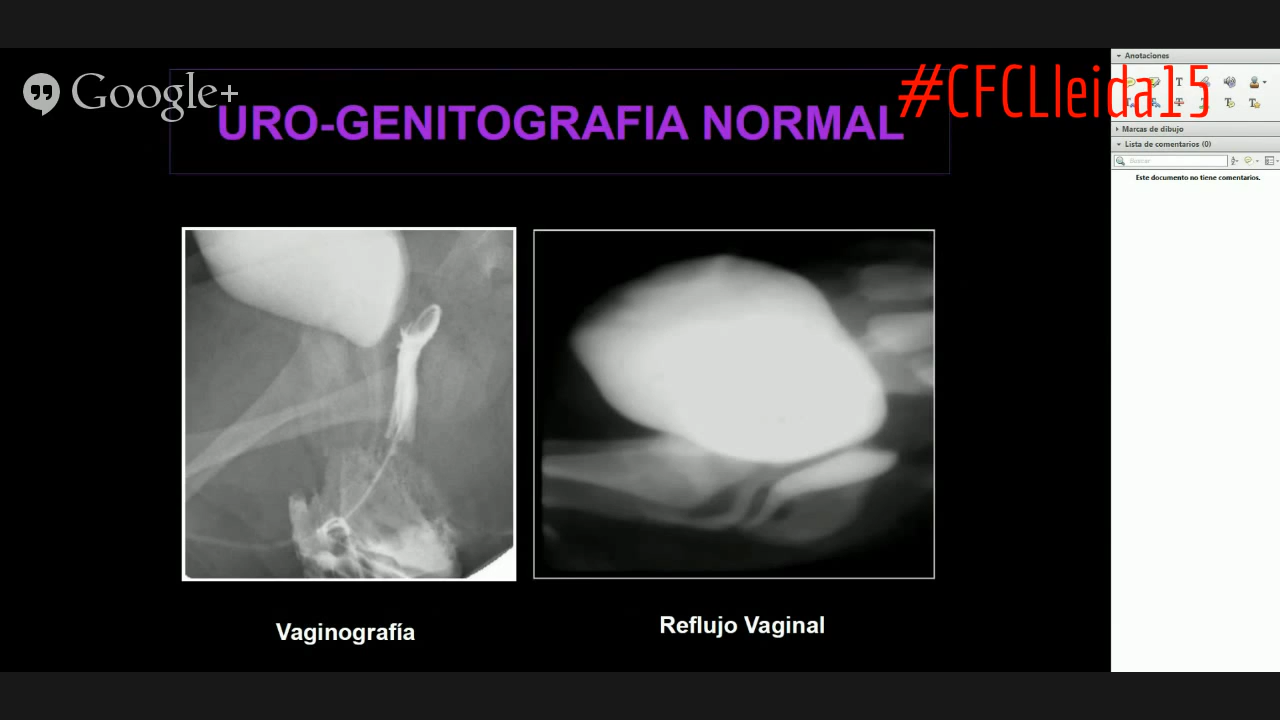 Google+
#CFCLleida15
URO-GENITOGRAFIA NORMAL
Vaginografía
Reflujo Vaginal
Anotaciones
Marcas de dibujo
Lista de comentarios (0)
Buscar
Este documento no tiene comentarios.